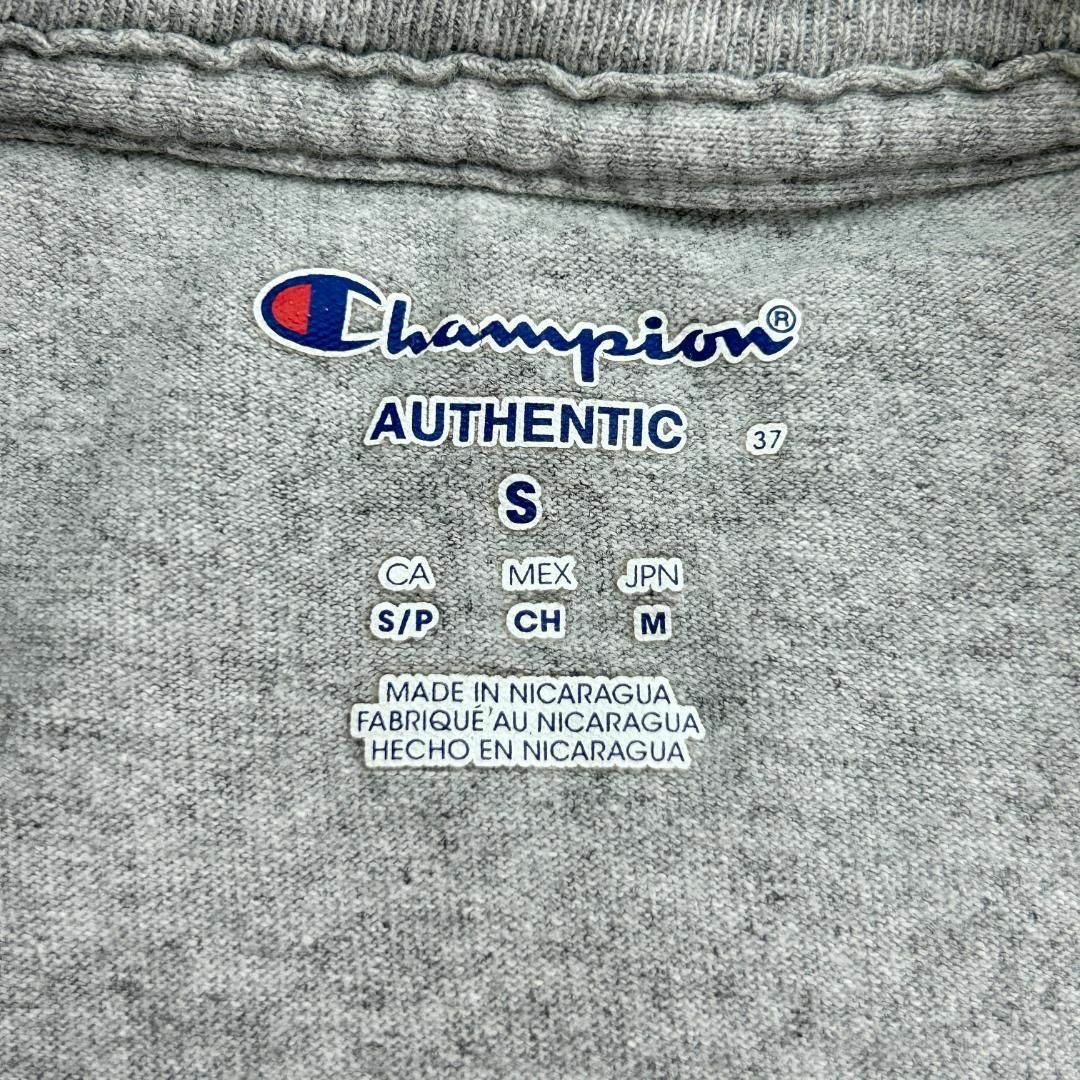 Champion®
AUTHENTIC 37
S
CA MEX JPN
S/P CH M
MADE IN NICARAGUA
FABRIQUÉ AU NICARAGUA
HECHO EN NICARAGUA